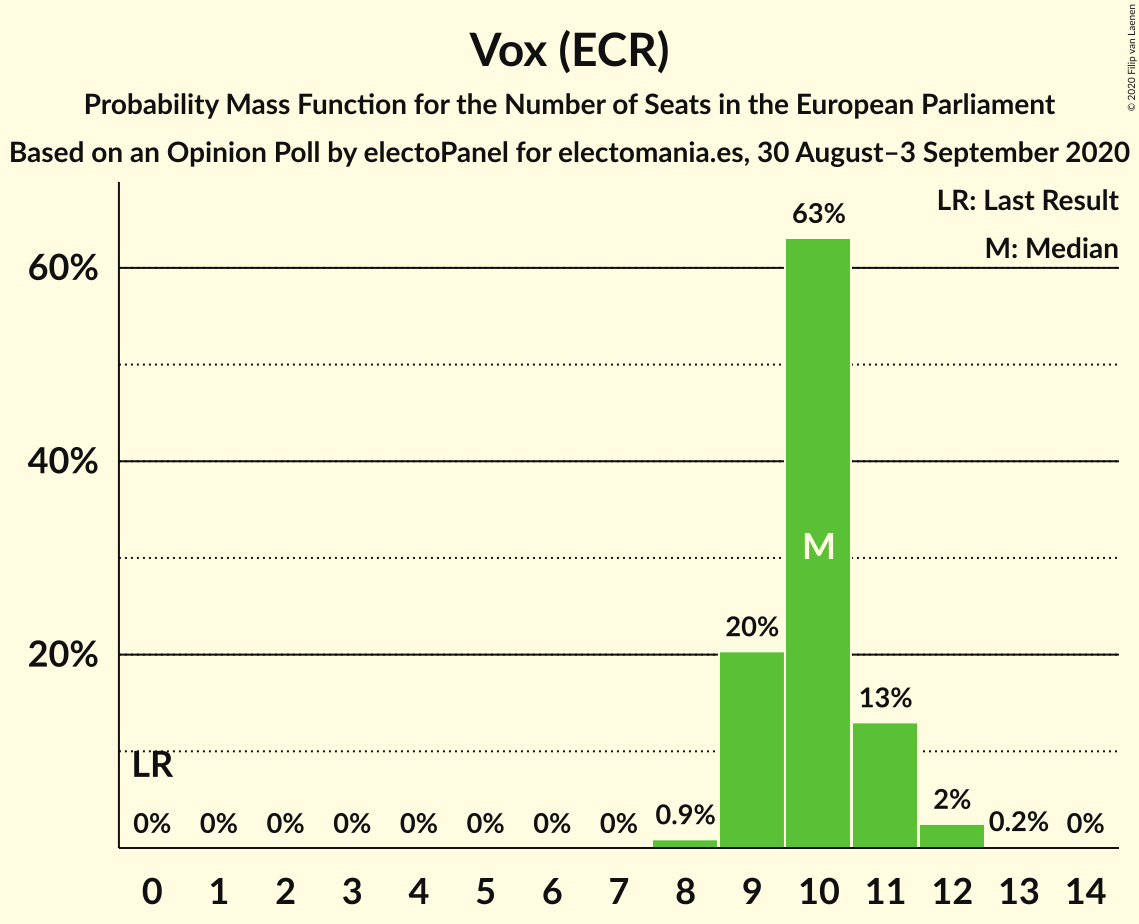 Vox (ECR)
Probability Mass Function for the Number of Seats in the European Parliament
Based on an Opinion Poll by electoPanel for electomania.es, 30 August–3 September 2020
© 2020 Filip van Laenen
LR: Last Result
M: Median
60%
40%
20%
63%
M
20%
13%
LR
0% 0% 0% 0% 0% 0% 0% 0% 0.9% 2% 0.2% 0%
0 1 2 3 4 5 6 7 8 9 10 11 12 13 14